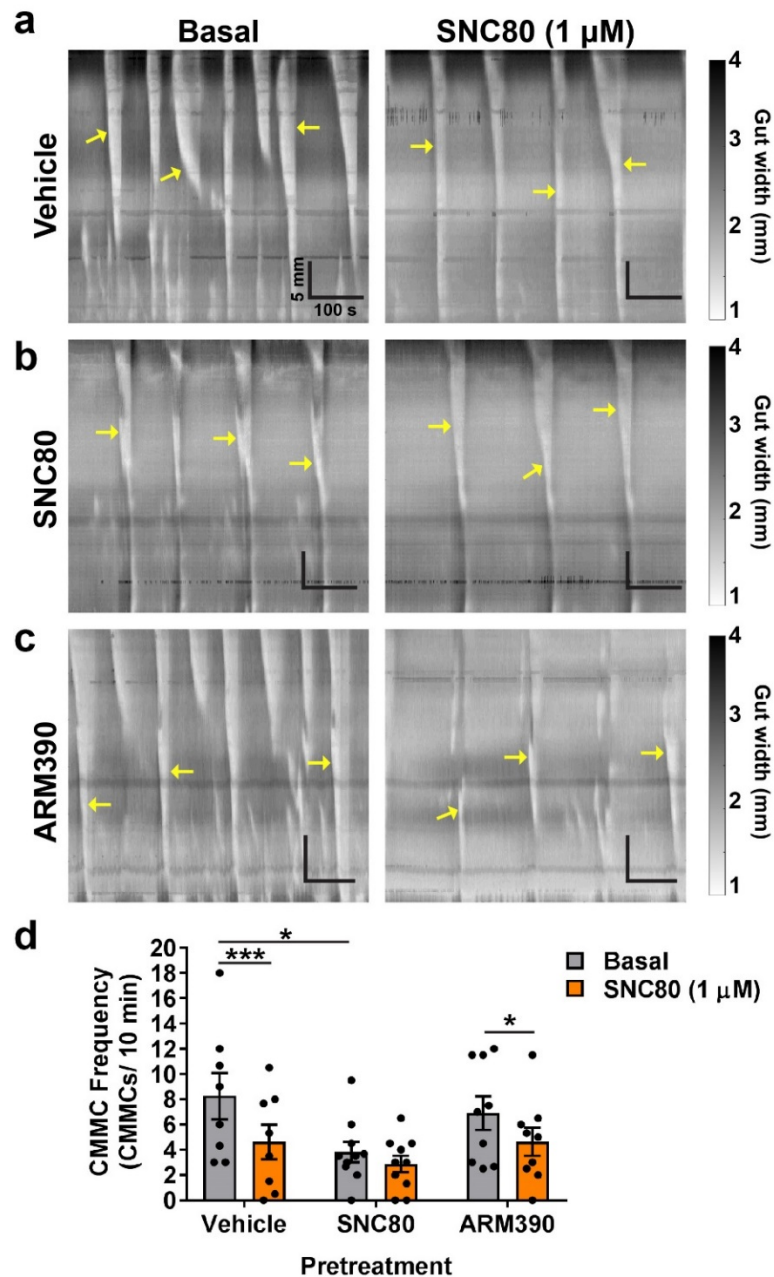 a
Basal
SNC80 (1 µM)
Vehicle
5 mm
100 s
4
3
2
1
Gut width (mm)
b
SNC80
4
3
2
1
Gut width (mm)
c
ARM390
4
3
2
1
Gut width (mm)
d
CMMC Frequency
(CMMCs/ 10 min)
20
18
16
14
12
10
8
6
4
2
0
***
*
*
Basal
SNC80 (1 µM)
Vehicle
SNC80
ARM390
Pretreatment